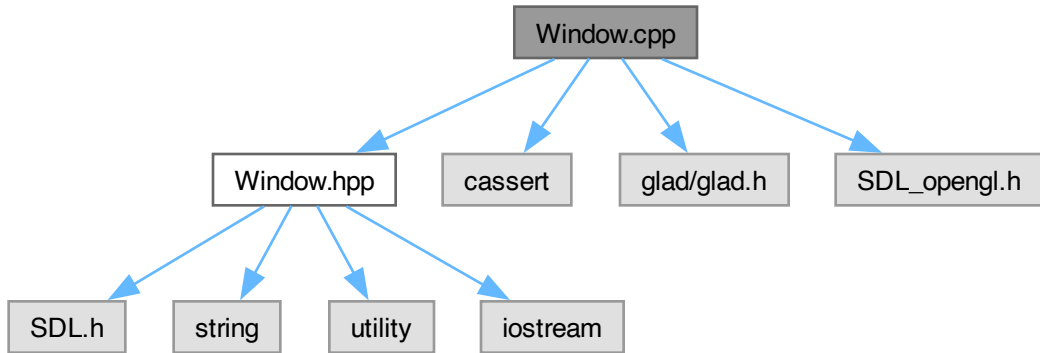 Window.cpp
Window.hpp
cassert
glad/glad.h
SDL_opengl.h
SDL.h
string
utility
iostream